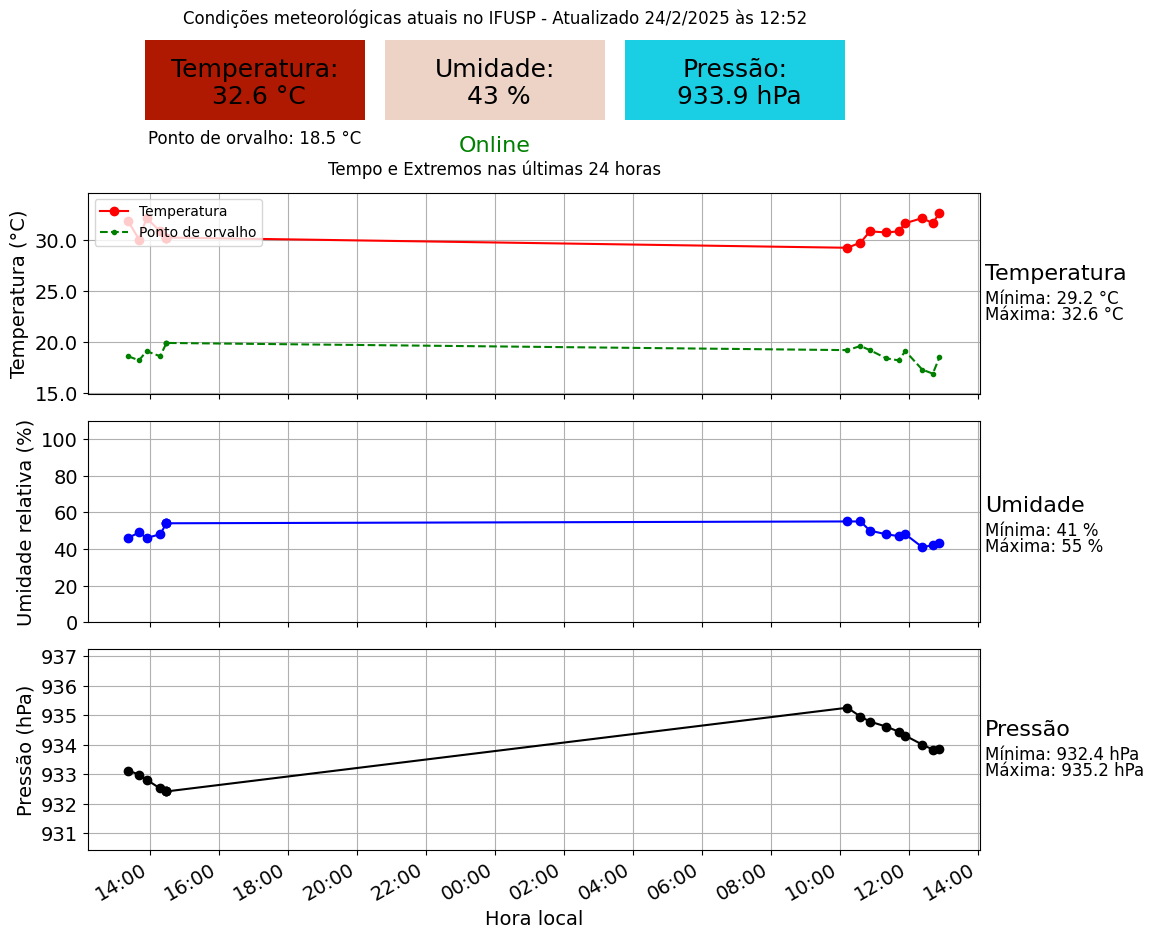 Condições meteorológicas atuais no IFUSP - Atualizado 24/2/2025 às 12:52
Temperatura:
32.6 °C
Umidade:
43 %
Pressão:
933.9 hPa
Ponto de orvalho: 18.5 °C
Online
Tempo e Extremos nas últimas 24 horas
Temperatura (°C)
30.0
25.0
20.0
15.0
Temperatura
Ponto de orvalho
Temperatura
Mínima: 29.2 °C
Máxima: 32.6 °C
Umidade relativa (%)
100
80
60
40
20
0
Umidade
Mínima: 41 %
Máxima: 55 %
Pressão (hPa)
937
936
935
934
933
932
931
Pressão
Mínima: 932.4 hPa
Máxima: 935.2 hPa
14:00 16:00 18:00 20:00 22:00 00:00 02:00 04:00 06:00 08:00 10:00 12:00 14:00
Hora local